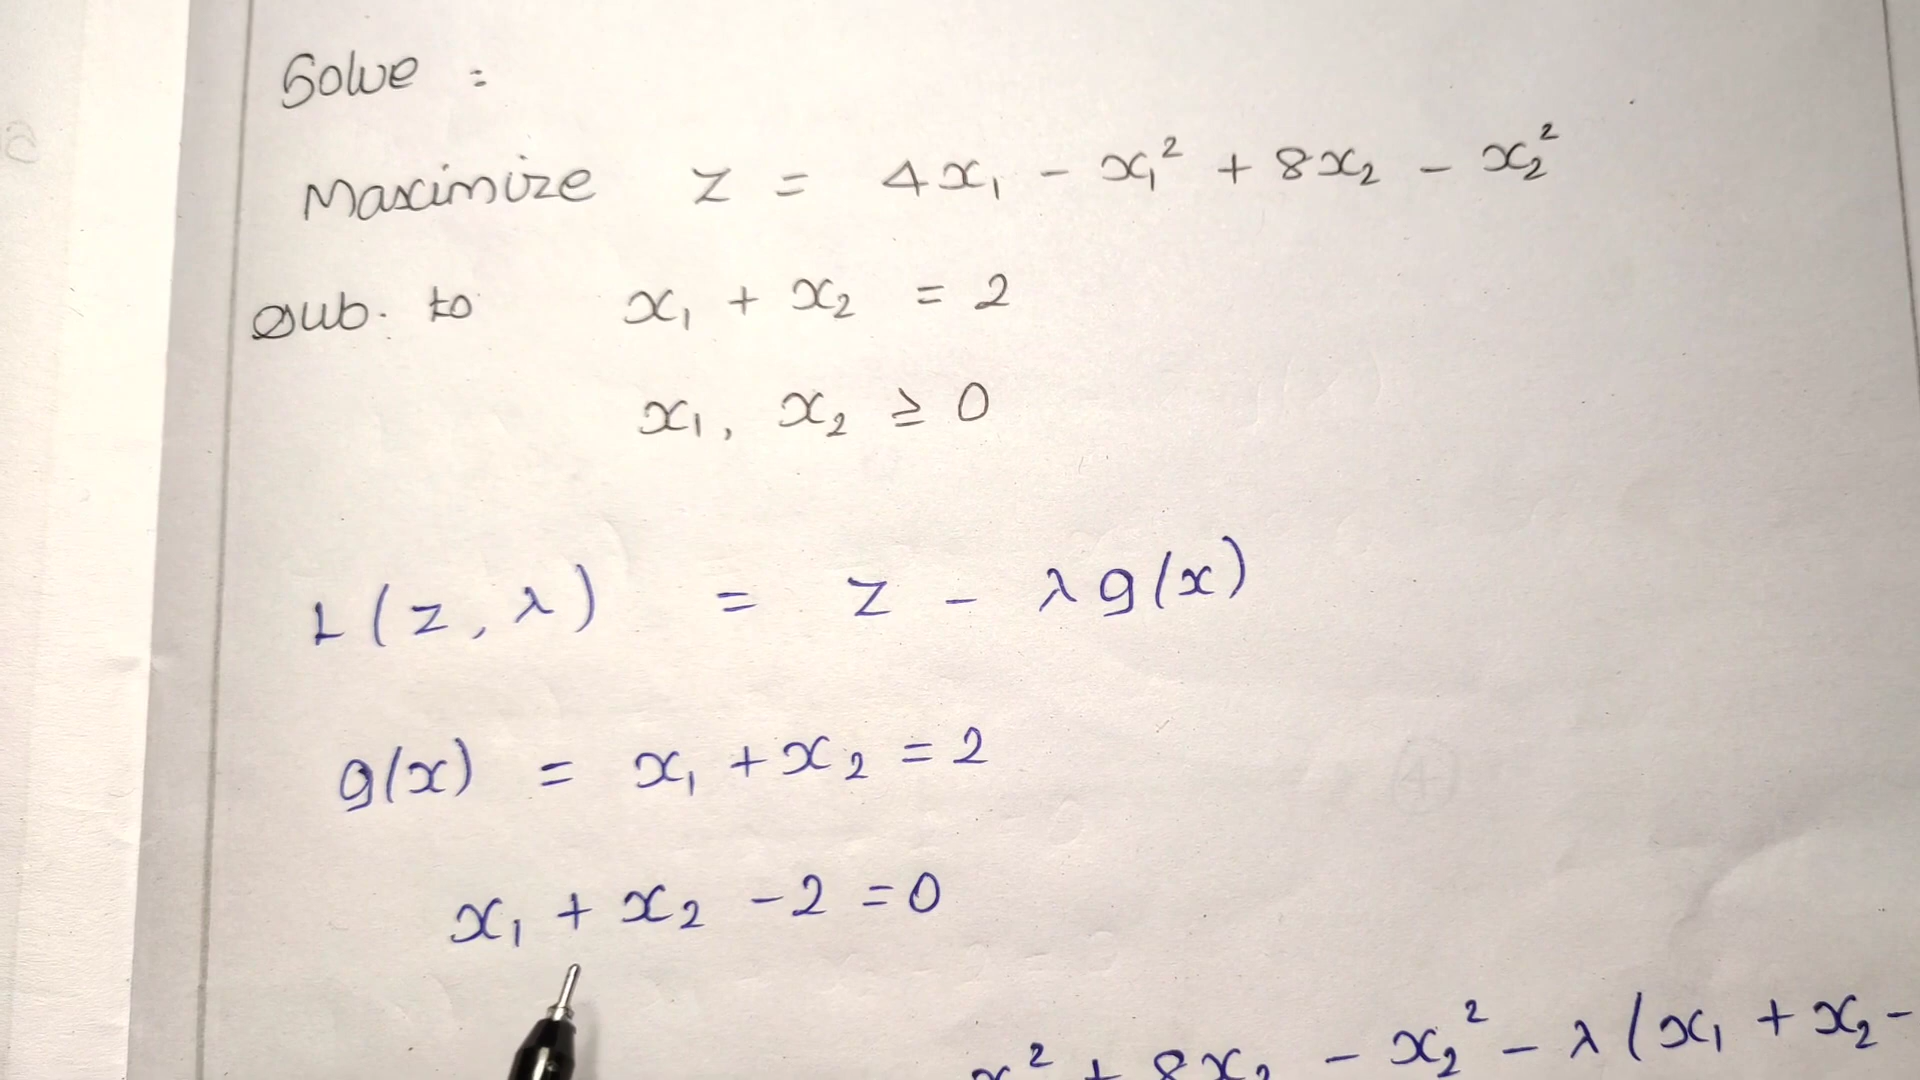 Solve :
Maximize z = 4x₁ - x₁² + 8x₂ - x₂²
sub. to x₁ + x₂ = 2
x₁, x₂ ≥ 0
L(z, λ) = z - λg(x)
g(x) = x₁ + x₂ = 2
x₁ + x₂ - 2 = 0
x² + 8x₂ - x₂² - λ(x₁ + x₂ -